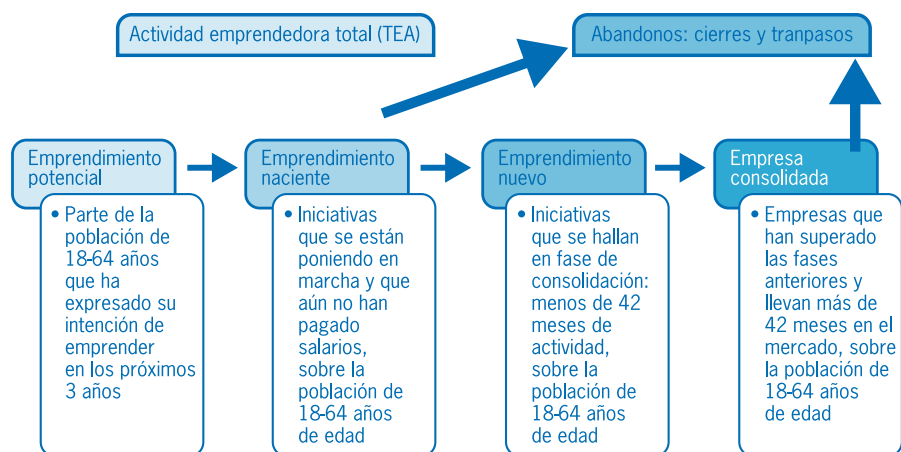 Actividad emprendedora total (TEA)
Abandonos: cierres y tranpasos
Emprendimiento
potencial
• Parte de la
población de
18-64 años
que ha
expresado su
intención de
emprender
en los próximos
3 años
Emprendimiento
naciente
• Iniciativas
que se están
poniendo en
marcha y que
aún no han
pagado
salarios,
sobre la
población de
18-64 años
de edad
Emprendimiento
nuevo
• Iniciativas
que se hallan
en fase de
consolidación:
menos de 42
meses de
actividad,
sobre la
población de
18-64 años
de edad
Empresa
consolidada
• Empresas que
han superado
las fases
anteriores y
llevan más de
42 meses en el
mercado, sobre
la población de
18-64 años de
edad